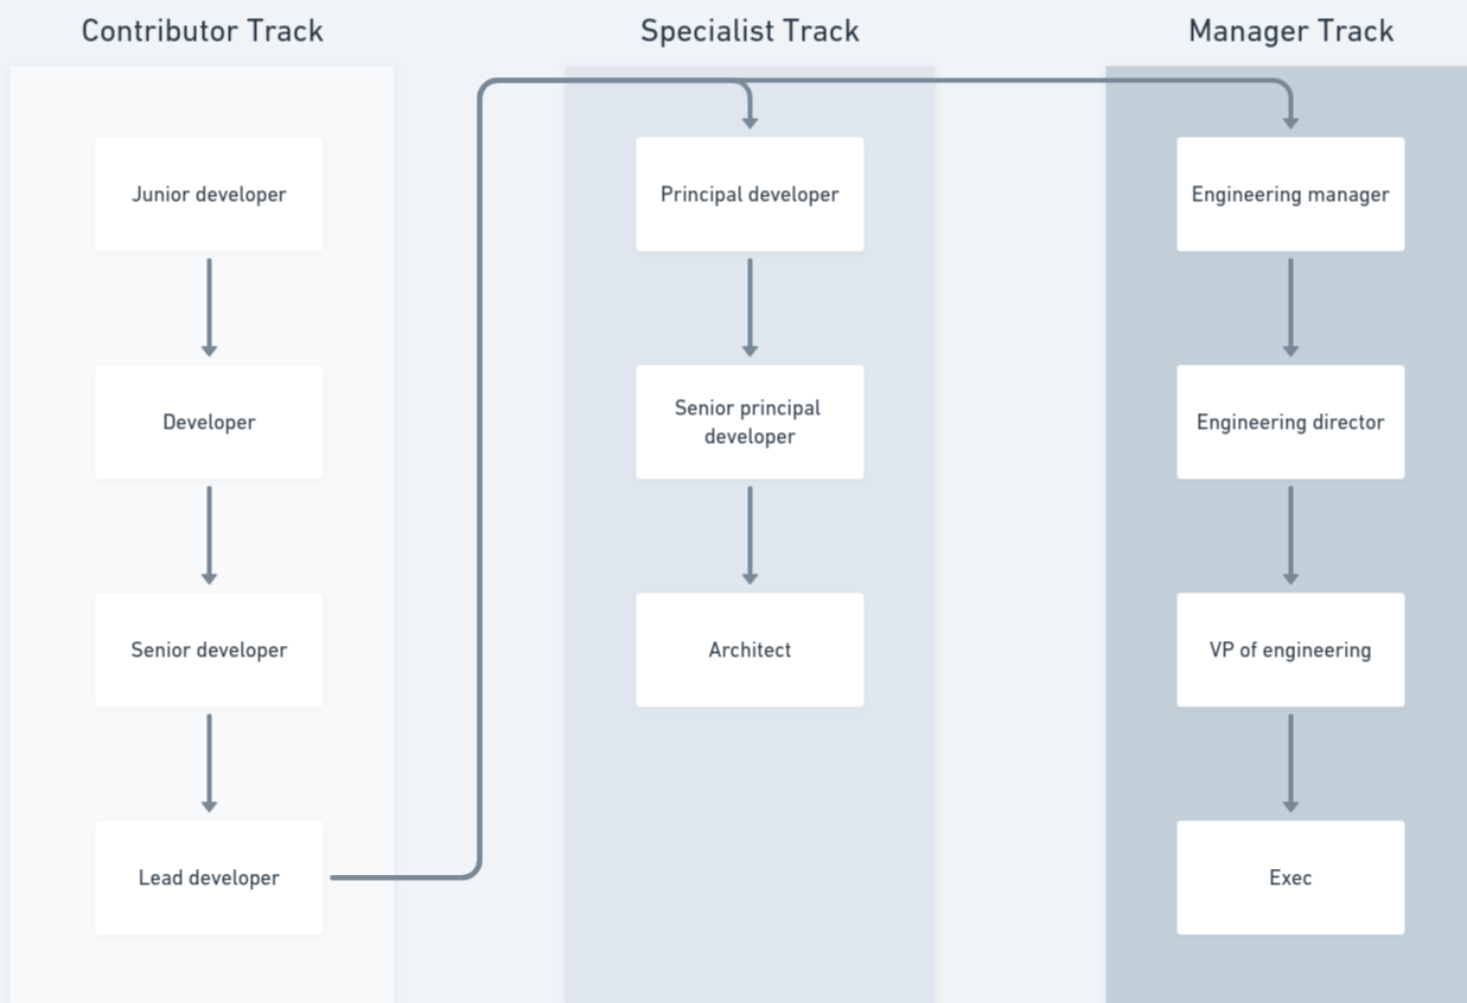 Contributor Track
Specialist Track
Manager Track
Junior developer
Developer
Senior developer
Lead developer
Principal developer
Senior principal
developer
Architect
Engineering manager
Engineering director
VP of engineering
Exec